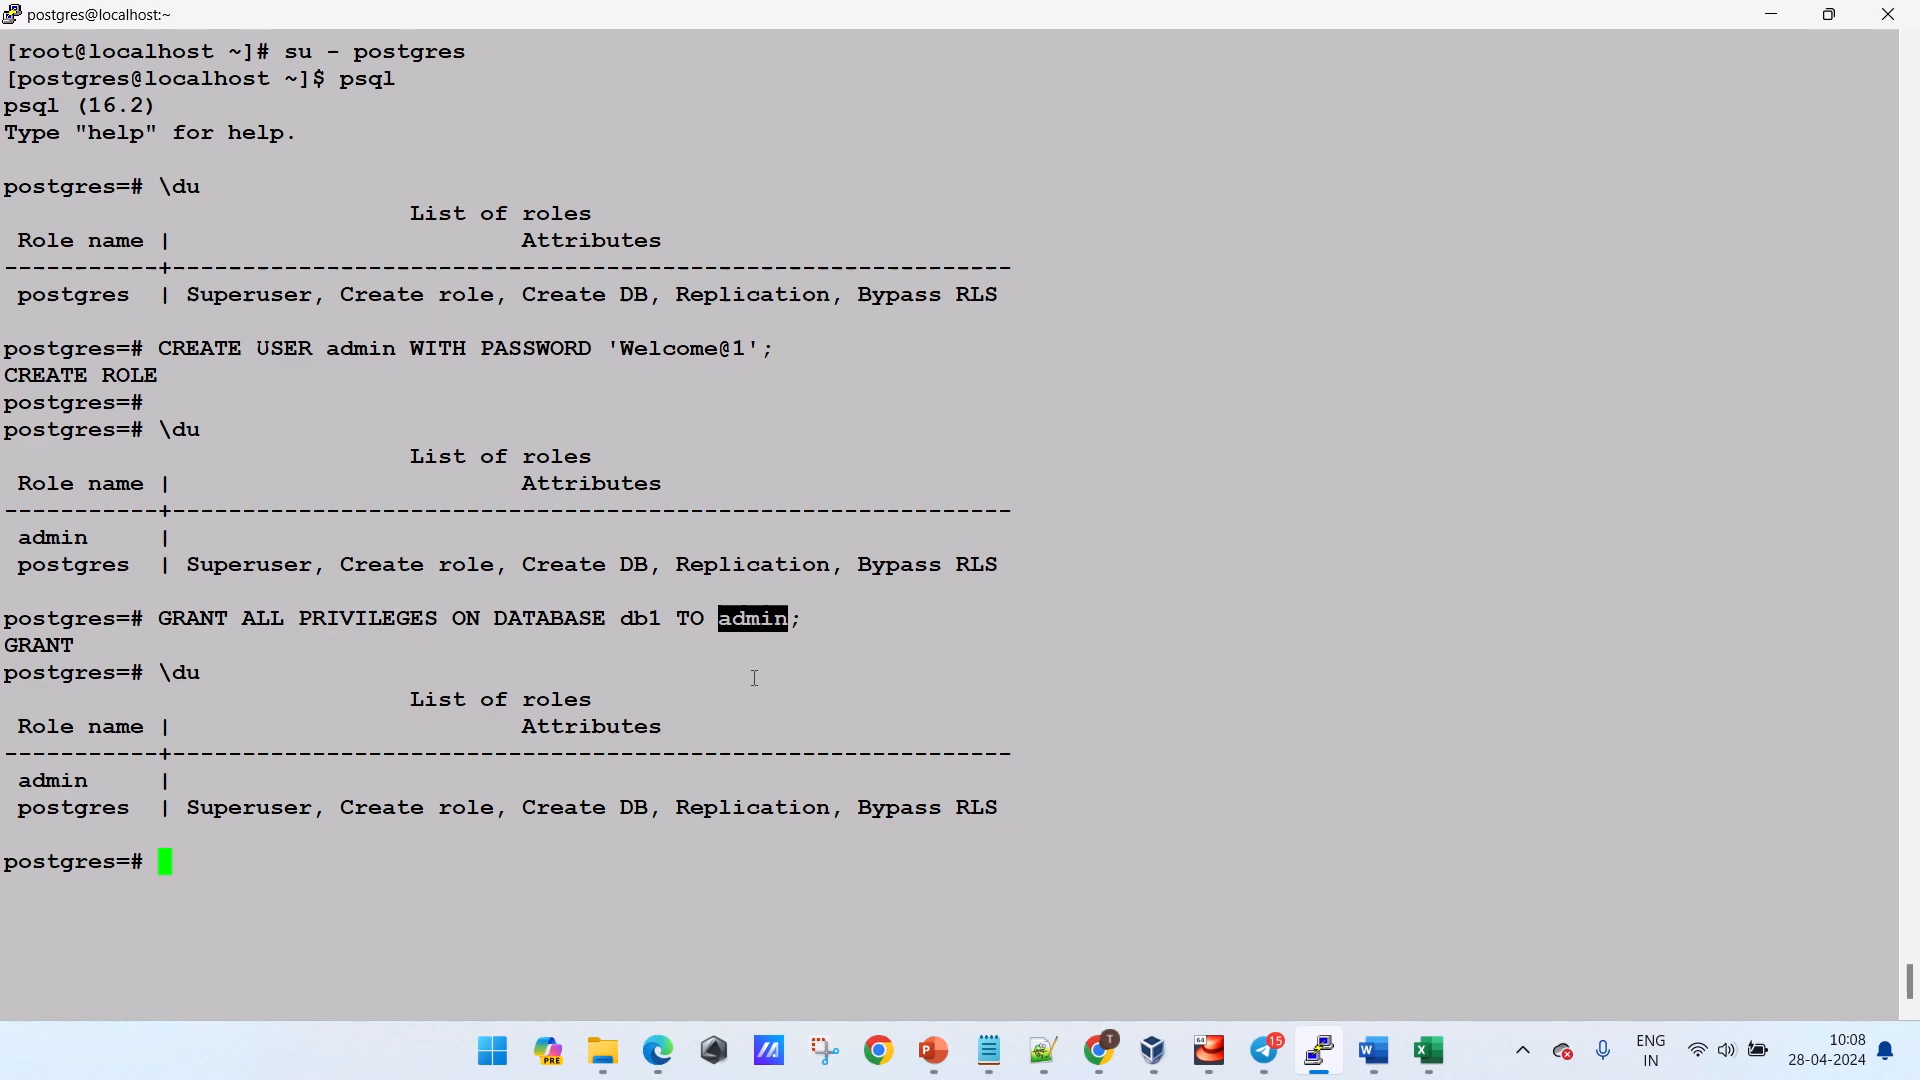 postgres@localhost:~
[root@localhost ~]# su - postgres
[postgres@localhost ~]$ psql
psql (16.2)
Type "help" for help.
postgres=# \du
List of roles
Role name | Attributes
-----------+------------------------------------------------------------
postgres | Superuser, Create role, Create DB, Replication, Bypass RLS
postgres=# CREATE USER admin WITH PASSWORD 'Welcome@1';
CREATE ROLE
postgres=#
postgres=# \du
List of roles
Role name | Attributes
-----------+------------------------------------------------------------
admin |
postgres | Superuser, Create role, Create DB, Replication, Bypass RLS
postgres=# GRANT ALL PRIVILEGES ON DATABASE db1 TO admin;
GRANT
postgres=# \du
List of roles
Role name | Attributes
-----------+------------------------------------------------------------
admin |
postgres | Superuser, Create role, Create DB, Replication, Bypass RLS
postgres=#
PRE
P
T
64
15
W
X
ENG
IN
10:08
28-04-2024